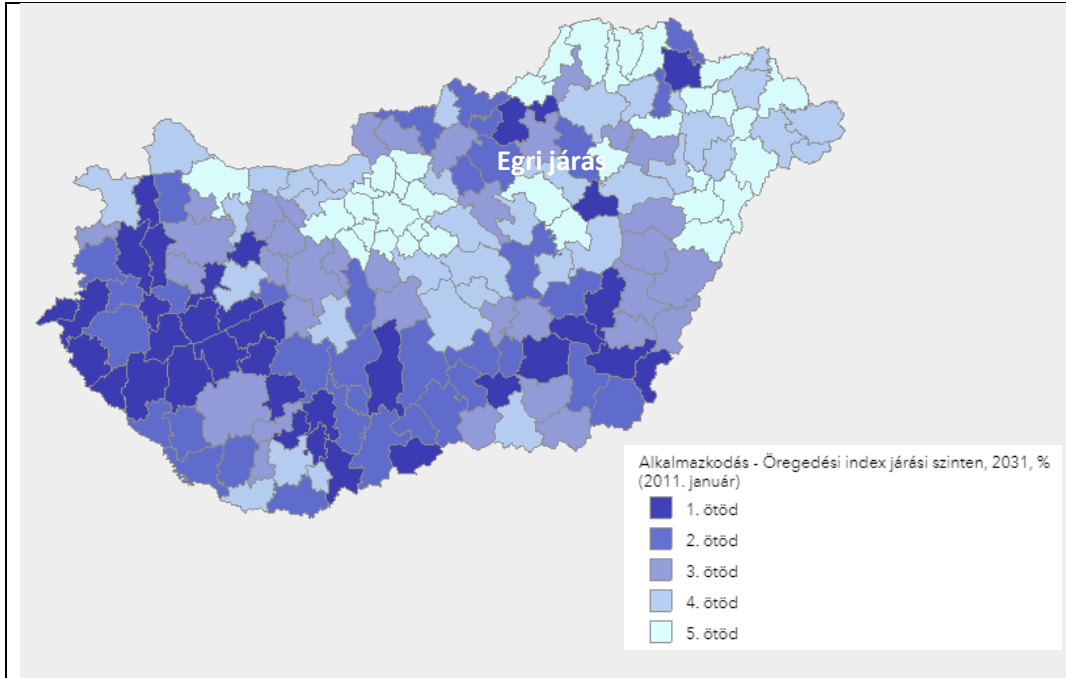 Egri járás
Alkalmazkodás - Öregedési index járási szinten, 2031, %
(2011. január)
1. ötöd
2. ötöd
3. ötöd
4. ötöd
5. ötöd